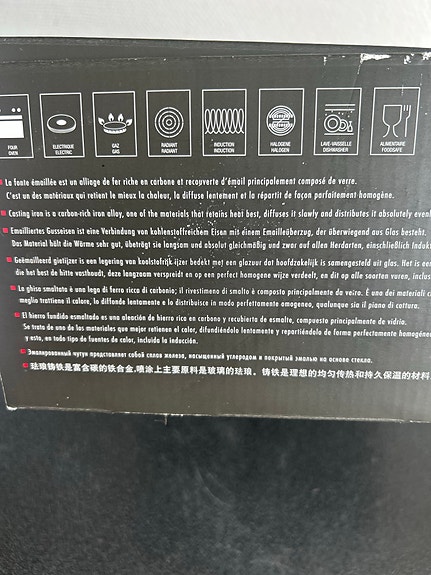 FOUR
OVEN
ELECTRIQUE
ELECTRIC
GAZ
GAS
RADIANT
RADIANT
INDUCTION
INDUCTION
HALOGENE
HALOGEN
LAVE-VAISSELLE
DISHWASHER
ALIMENTAIRE
FOODSAFE
La fonte émaillée est un alliage de fer riche en carbone et recouverte d'émail principalement composé de verre.
C'est un des matériaux qui retient le mieux la chaleur, la diffuse lentement et la répartit de façon parfaitement homogène.
Casting iron is a carbon-rich iron alloy, one of the materials that retains heat best, diffuses it slowly and distributes it absolutely
Emailliertes Gusseisen ist eine Verbindung von kohlenstoffreichem Eisen mit einem Emailleüberzug, der überwiegend aus Glas besteht.
Das Material hält die Wärme sehr gut, überträgt sie langsam und absolut gleichmäßig und zwar auf allen Herdarten, einschließlich
Geëmailleerd gietijzer is een legering van koolstofrijk ijzer bedekt met een glazuur dat hoofdzakelijk is samengesteld uit glas. Het is
die het best de hitte vasthoudt, deze langzaam verspreidt en op een perfect homogene wijze verdeelt, en dit op alle soorten vuren,
La ghisa smaltata è una lega di ferro ricca di carbonio; il rivestimento di smalto è composto principalmente da vetro. È uno dei materiali
meglio trattiene il calore, lo diffonde lentamente e lo distribuisce in modo perfettamente omogeneo, qualunque sia il piano di cottura.
El hierro fundido esmaltado es una aleación de hierro rico en carbono y recubierta de esmalte, compuesto principalmente de vidrio.
Se trata de uno de los materiales que mejor retienen el calor, difundiéndolo lentamente y repartiéndolo de forma perfectamente
y esto, en todo tipo de fuentes de calor, incluida la inducción.
Эмалированный чугун представляет собой сплав железа, насыщенный углеродом и покрытый эмалью на основе стекла.
珐琅铸铁是富含碳的铁合金,喷涂上主要原料是玻璃的珐琅。铸铁是理想的均匀传热和持久保温的材料